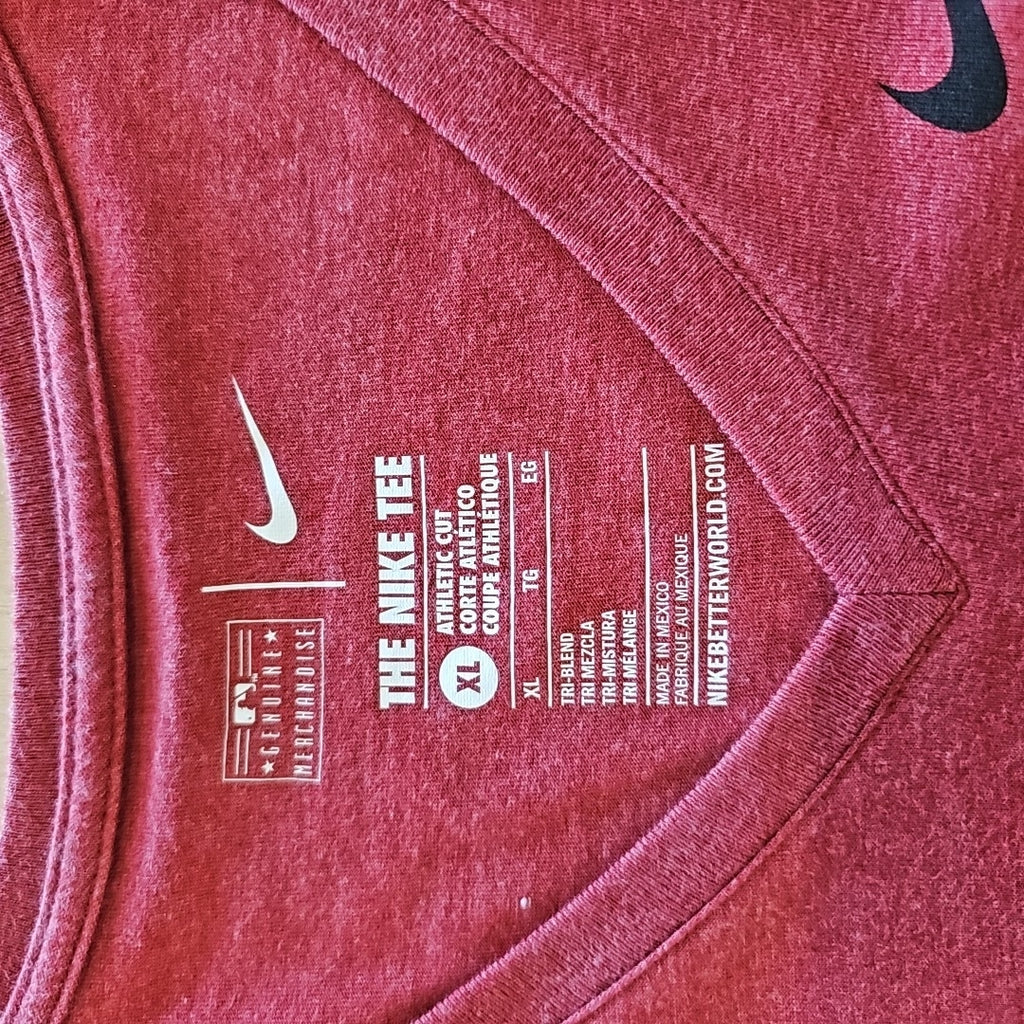 GENUINE
MERCHANDISE
THE NIKE TEE
XL
ATHLETIC CUT
CORTE ATLÉTICO
COUPE ATHLÉTIQUE
XL TG EG
TRI-BLEND
TRI MEZCLA
TRI-MISTURA
TRI MÉLANGE
MADE IN MEXICO
FABRIQUÉ AU MEXIQUE
NIKEBETTERWORLD.COM